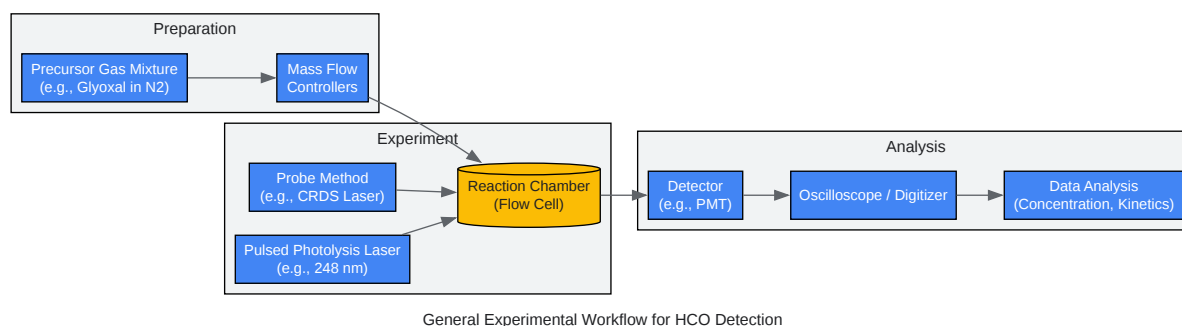 Preparation
Precursor Gas Mixture
(e.g., Glyoxal in N2)
Mass Flow
Controllers
Experiment
Probe Method
(e.g., CRDS Laser)
Pulsed Photolysis Laser
(e.g., 248 nm)
Reaction Chamber
(Flow Cell)
Analysis
Detector
(e.g., PMT)
Oscilloscope / Digitizer
Data Analysis
(Concentration, Kinetics)
General Experimental Workflow for HCO Detection